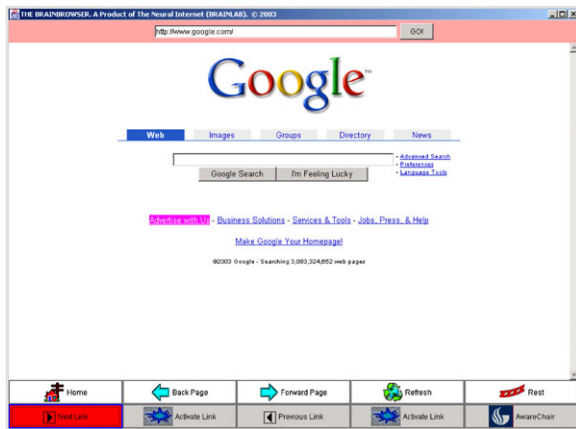 THE BRAINBROWSER. A Product of The Neural Internet (BRAINLAB). © 2003
http://www.google.com/ GO!
Google™
Web Images Groups Directory News
Google Search I'm Feeling Lucky
- Advanced Search
- Preferences
- Language Tools
Advertise with Us - Business Solutions - Services & Tools - Jobs, Press, & Help
Make Google Your Homepage!
©2003 Google - Searching 3,083,324,652 web pages
Home Back Page Forward Page Refresh Rest
Next Link Activate Link Previous Link Activate Link AwareChair